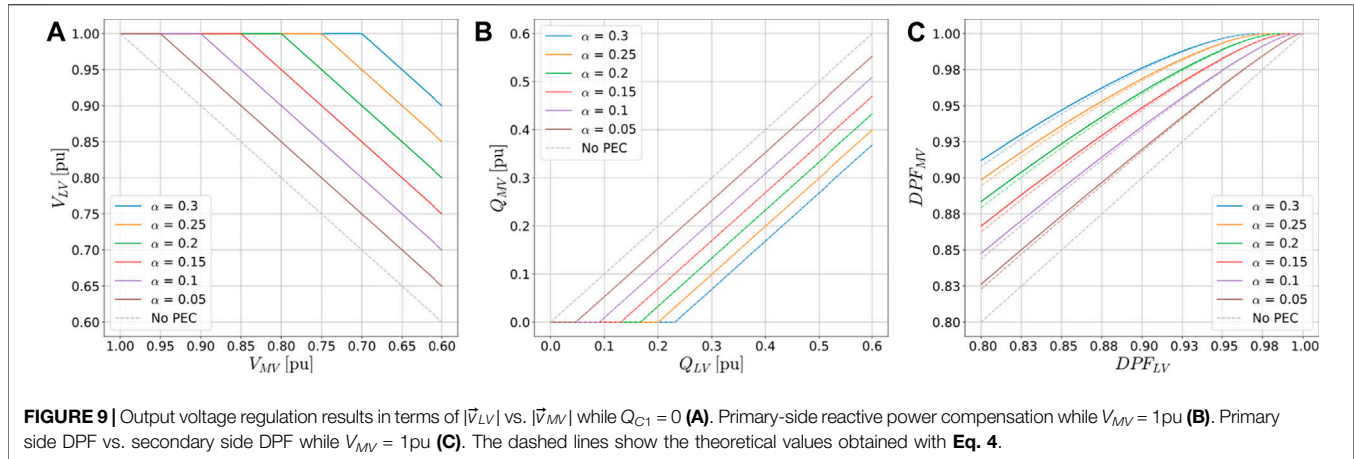 A
1.00
0.95
0.90
0.85
0.80
0.75
0.70
0.65
0.60
V_LV [pu]
α = 0.3
α = 0.25
α = 0.2
α = 0.15
α = 0.1
α = 0.05
No PEC
1.00 0.95 0.90 0.85 0.80 0.75 0.70 0.65 0.60
V_MV [pu]
B
0.6
0.5
0.4
0.3
0.2
0.1
0.0
Q_MV [pu]
α = 0.3
α = 0.25
α = 0.2
α = 0.15
α = 0.1
α = 0.05
No PEC
0.0 0.1 0.2 0.3 0.4 0.5 0.6
Q_LV [pu]
C
1.00
0.98
0.95
0.93
0.90
0.88
0.85
0.83
0.80
DPF_MV
α = 0.3
α = 0.25
α = 0.2
α = 0.15
α = 0.1
α = 0.05
No PEC
0.80 0.83 0.85 0.88 0.90 0.93 0.95 0.98 1.00
DPF_LV
FIGURE 9 | Output voltage regulation results in terms of |v⃗_LV| vs. |v⃗_MV| while Q_C1 = 0 (A). Primary-side reactive power compensation while V_MV = 1pu (B). Primary
side DPF vs. secondary side DPF while V_MV = 1pu (C). The dashed lines show the theoretical values obtained with Eq. 4.